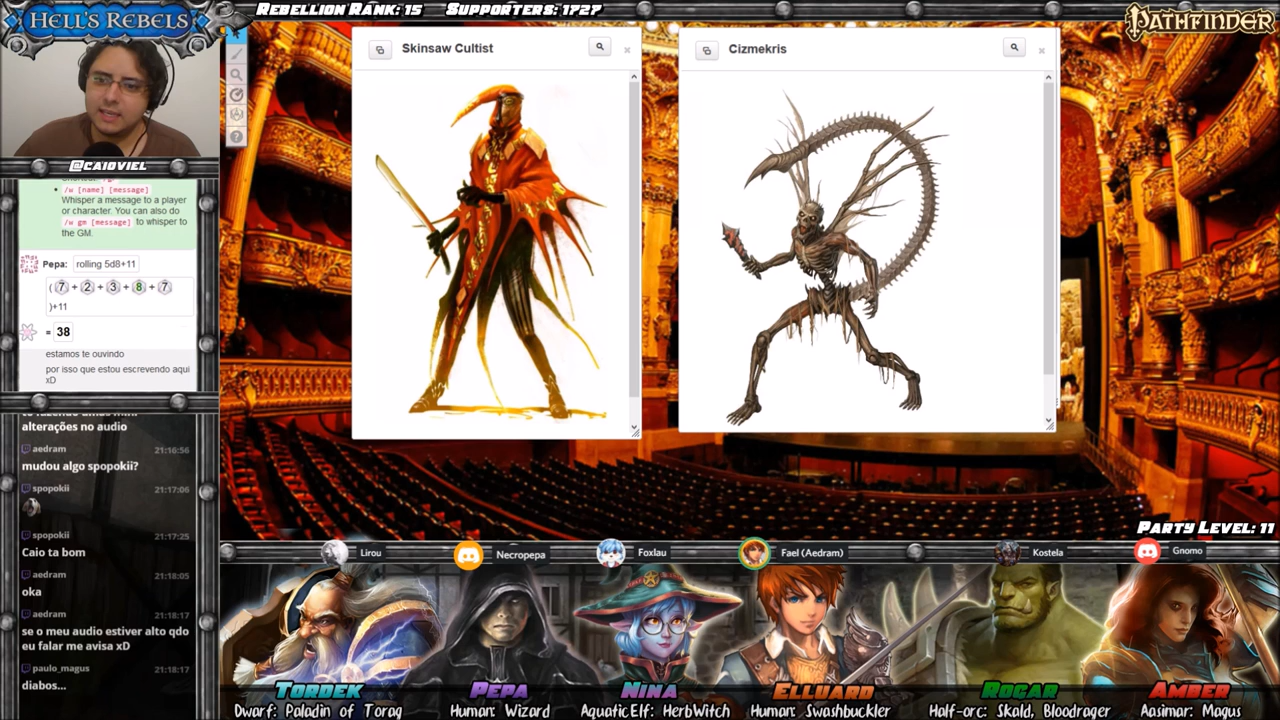 HELL'S REBELS
REBELLION RANK: 15 SUPPORTERS: 1727
PATHFINDER
Skinsaw Cultist
Cizmekris
@CAIOVIEL
/w [name] [message]
Whisper a message to a player
or character. You can also do
/w gm [message] to whisper to
the GM.
Pepa: rolling 5d8+11
(7+2+3+8+7
)+11
= 38
estamos te ouvindo
por isso que estou escrevendo aqui
xD
alterações no audio
aedram 21:16:56
mudou algo spopokii?
spopokii 21:17:06
spopokii 21:17:25
Caio ta bom
aedram 21:18:05
oka
aedram 21:18:17
se o meu audio estiver alto qdo
eu falar me avisa xD
paulo_magus 21:18:17
diabos...
PARTY LEVEL: 11
Lirou
Necropepa
Foxlau
Fael (Aedram)
Kostela
Gnomo
TORDEK
Dwarf: Paladin of Torag
PEPA
Human: Wizard
NINA
AquaticElf: HerbWitch
ELLUARD
Human: Swashbuckler
ROGAR
Half-orc: Skald, Bloodrager
AMBER
Aasimar: Magus